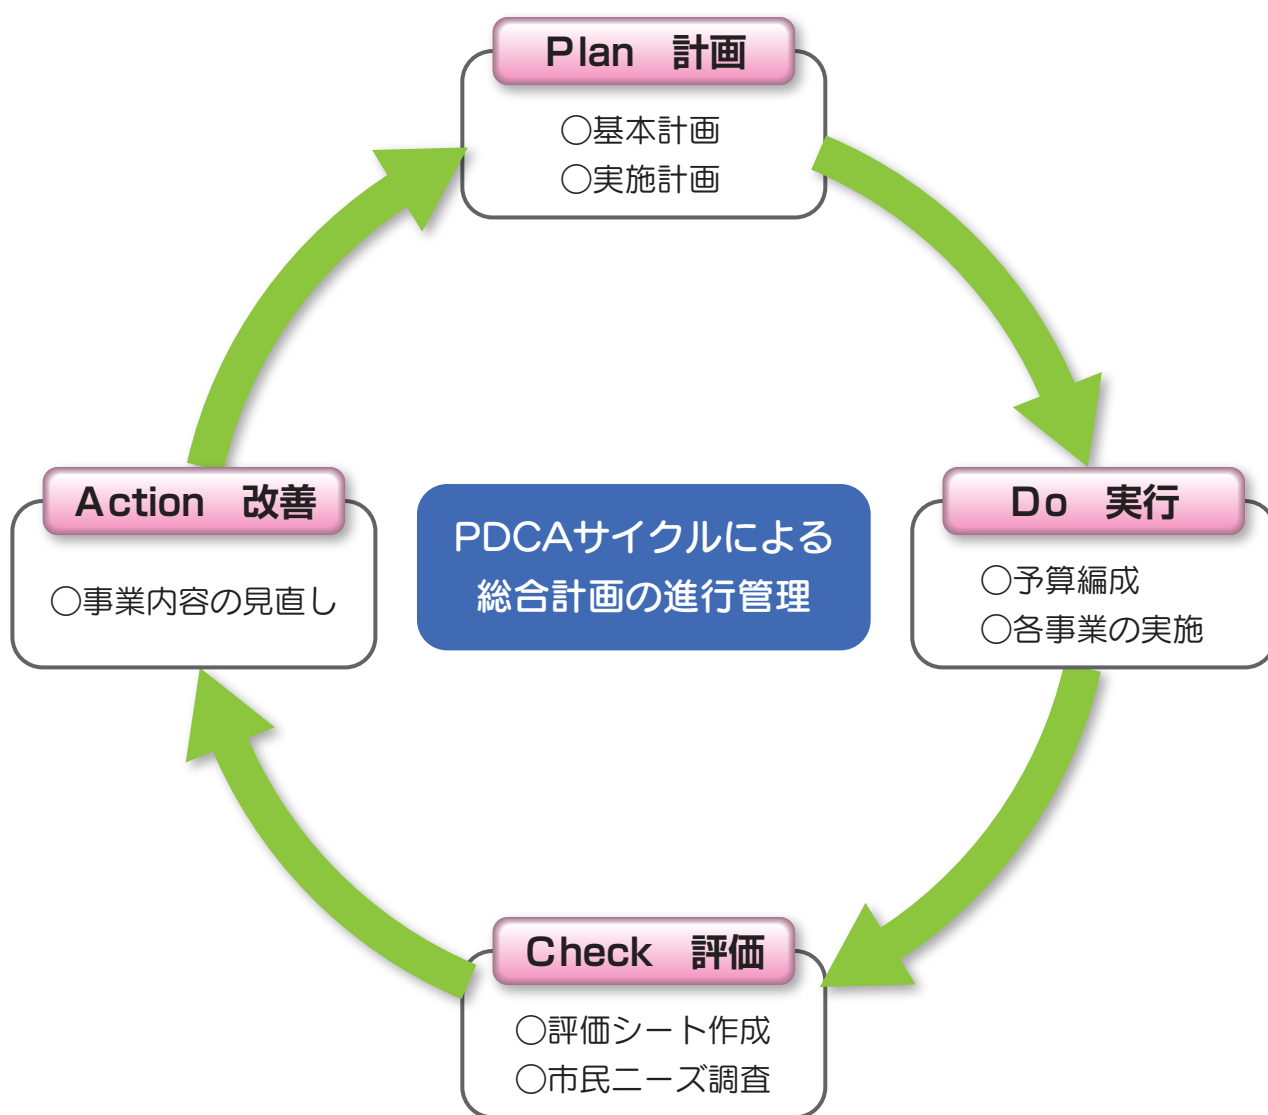 Plan 計画
○基本計画
○実施計画
Do 実行
○予算編成
○各事業の実施
Check 評価
○評価シート作成
○市民ニーズ調査
Action 改善
○事業内容の見直し
PDCAサイクルによる
総合計画の進行管理